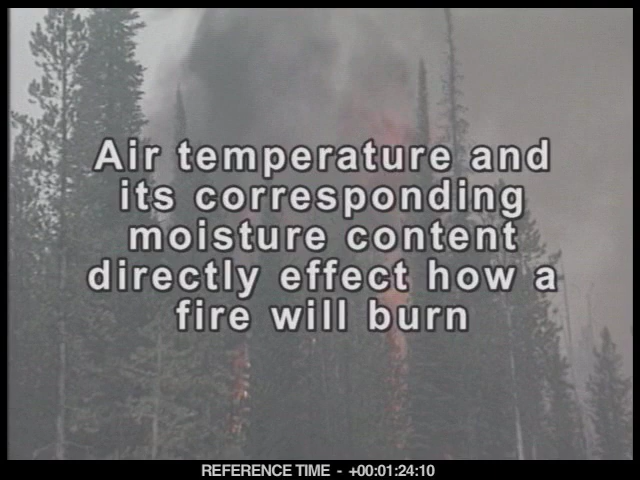 Air temperature and
its corresponding
moisture content
directly effect how a
fire will burn
REFERENCE TIME - +00:01:24:10